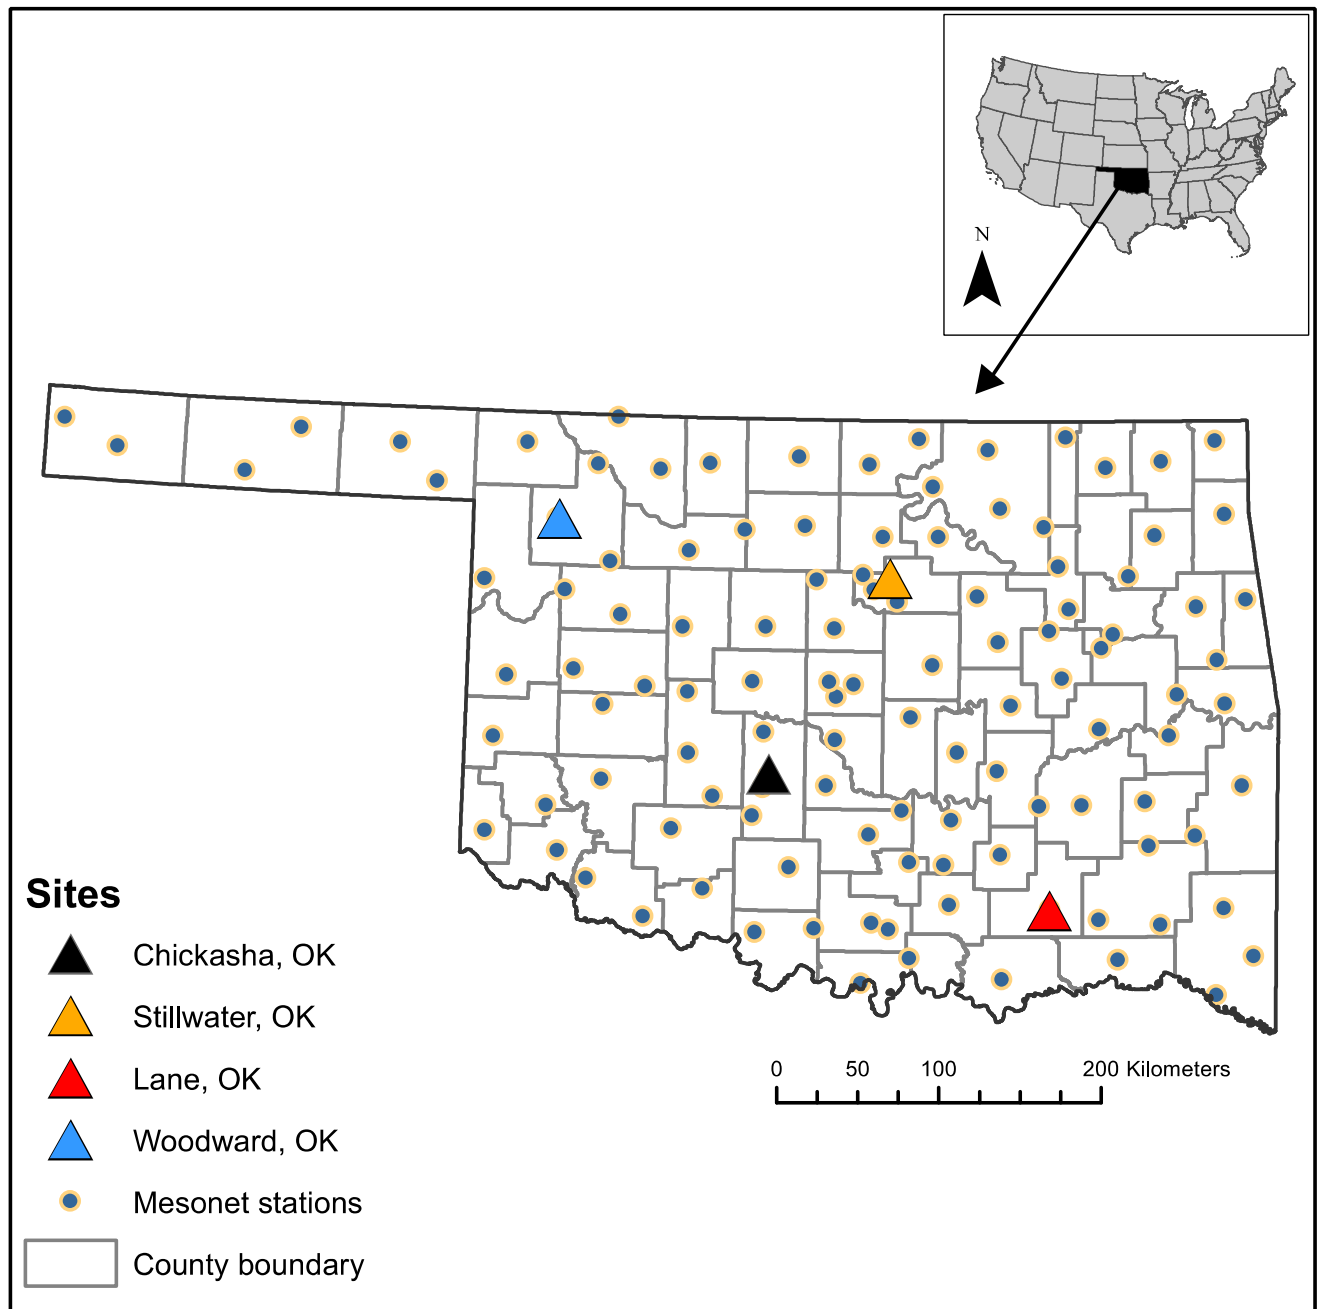 N
Sites
Chickasha, OK
Stillwater, OK
Lane, OK
Woodward, OK
Mesonet stations
County boundary
0 50 100 200 Kilometers